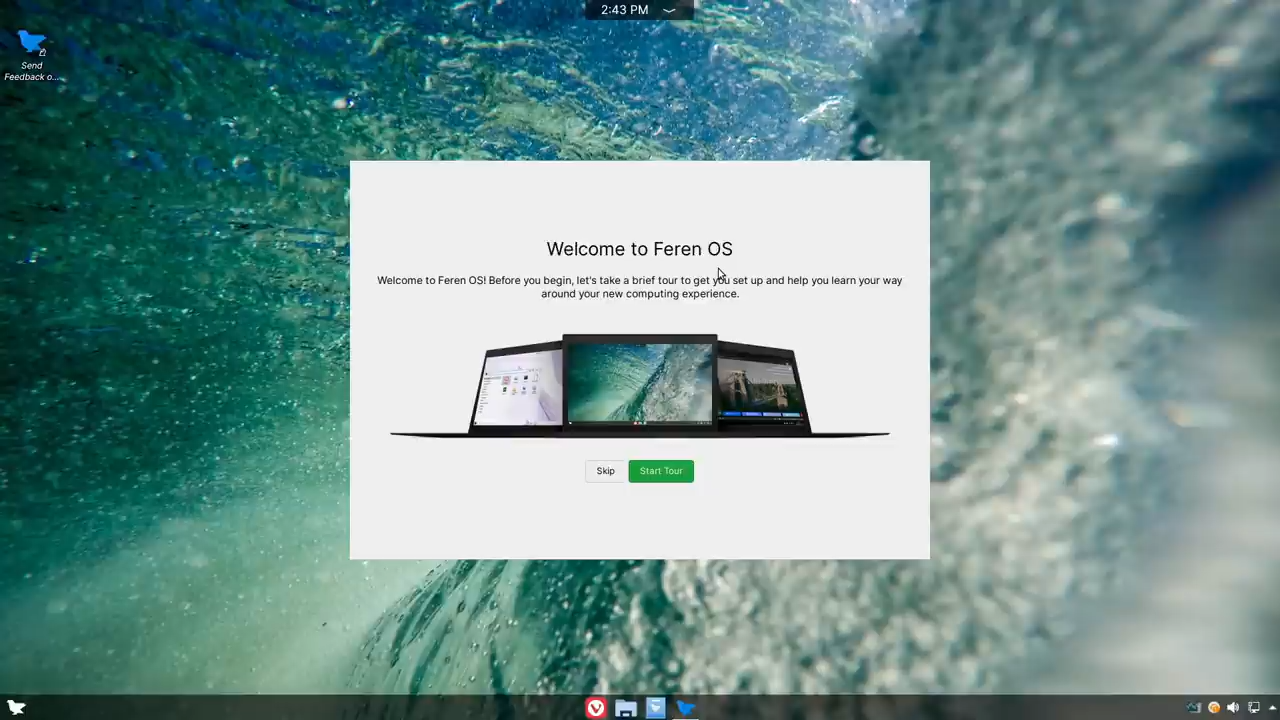 2:43 PM
Send
Feedback o...
Welcome to Feren OS
Welcome to Feren OS! Before you begin, let's take a brief tour to get you set up and help you learn your way
around your new computing experience.
Skip
Start Tour